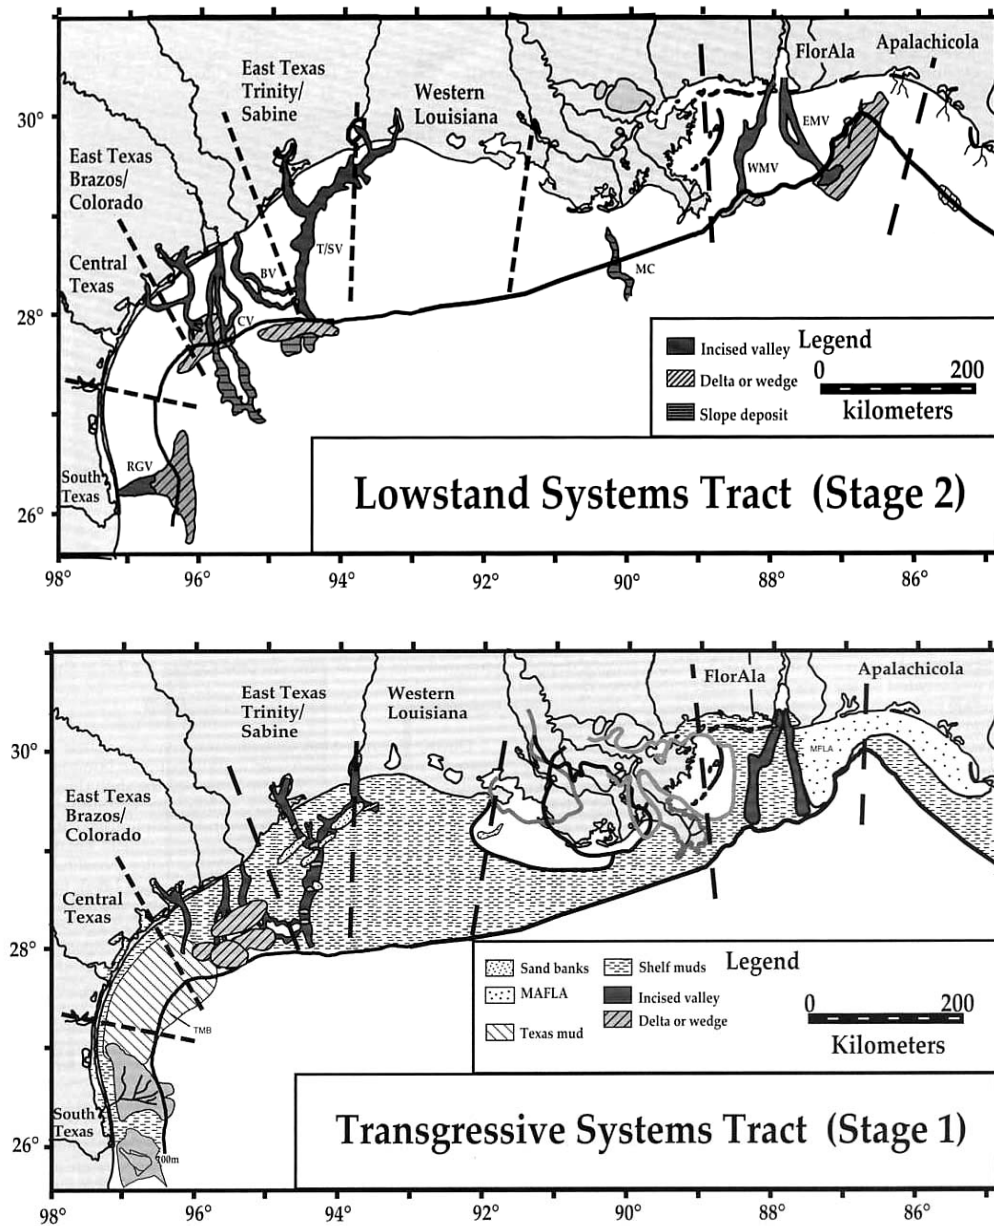 FlorAla
Apalachicola
East Texas
Trinity/
Sabine
Western
Louisiana
30°
EMV
East Texas
Brazos/
Colorado
WMV
T/SV
Central
Texas
BV
MC
28°
CV
Legend
Incised valley
0
200
Delta or wedge
kilometers
Slope deposit
RGV
South
Texas
Lowstand Systems Tract (Stage 2)
26°
98°
96°
94°
92°
90°
88°
86°
FlorAla
Apalachicola
East Texas
Trinity/
Sabine
Western
Louisiana
30°
MFLA
East Texas
Brazos/
Colorado
Central
Texas
28°
Legend
Sand banks
Shelf muds
MAFLA
Incised valley
0
200
Texas mud
Delta or wedge
Kilometers
TMB
South
Texas
Transgressive Systems Tract (Stage 1)
26°
200m
98°
96°
94°
92°
90°
88°
86°